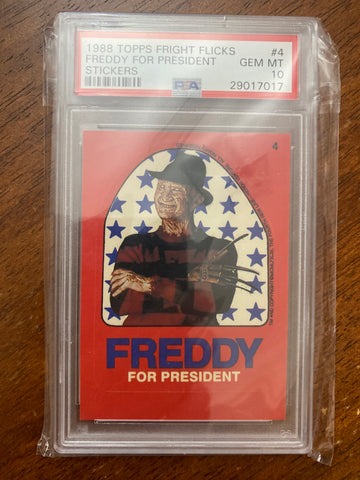 1988 TOPPS FRIGHT FLICKS #4
FREDDY FOR PRESIDENT GEM MT
STICKERS 10
PSA 29017017
4
FREDDY
FOR PRESIDENT